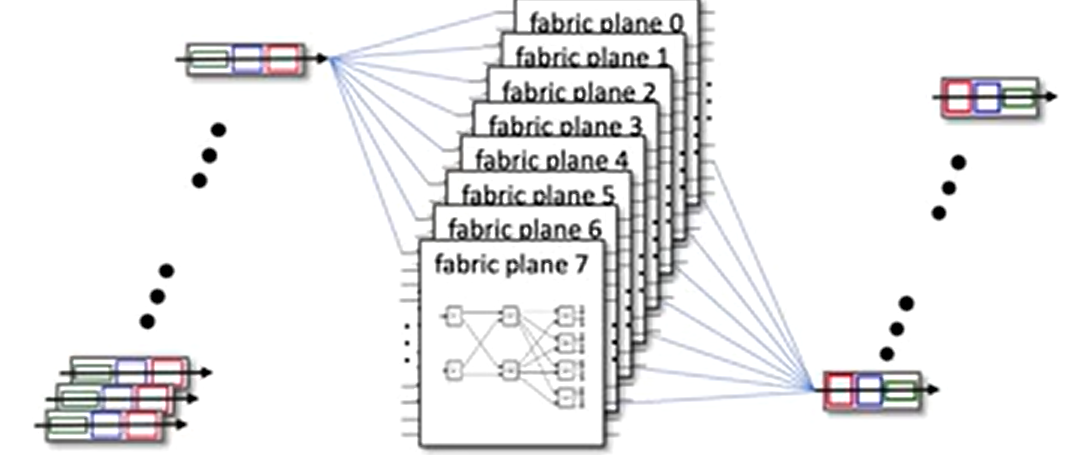 fabric plane 0
fabric plane 1
fabric plane 2
fabric plane 3
fabric plane 4
fabric plane 5
fabric plane 6
fabric plane 7